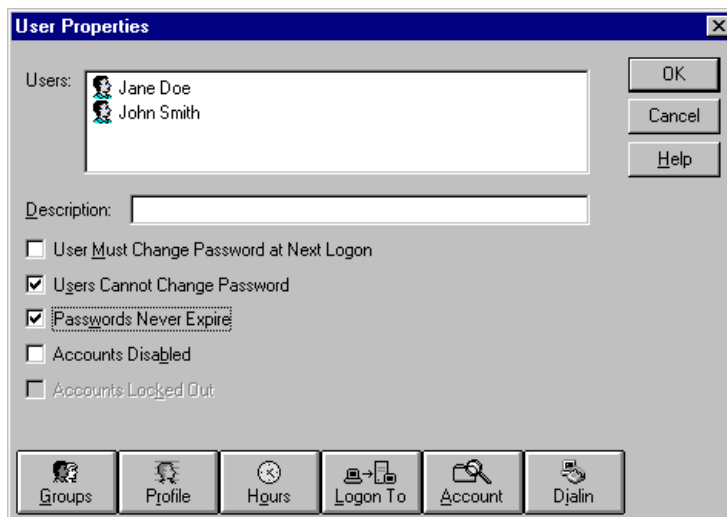 User Properties
Users:
Jane Doe
John Smith
OK
Cancel
Help
Description:
User Must Change Password at Next Logon
Users Cannot Change Password
Passwords Never Expire
Accounts Disabled
Accounts Locked Out
Groups
Profile
Hours
Logon To
Account
Dialin